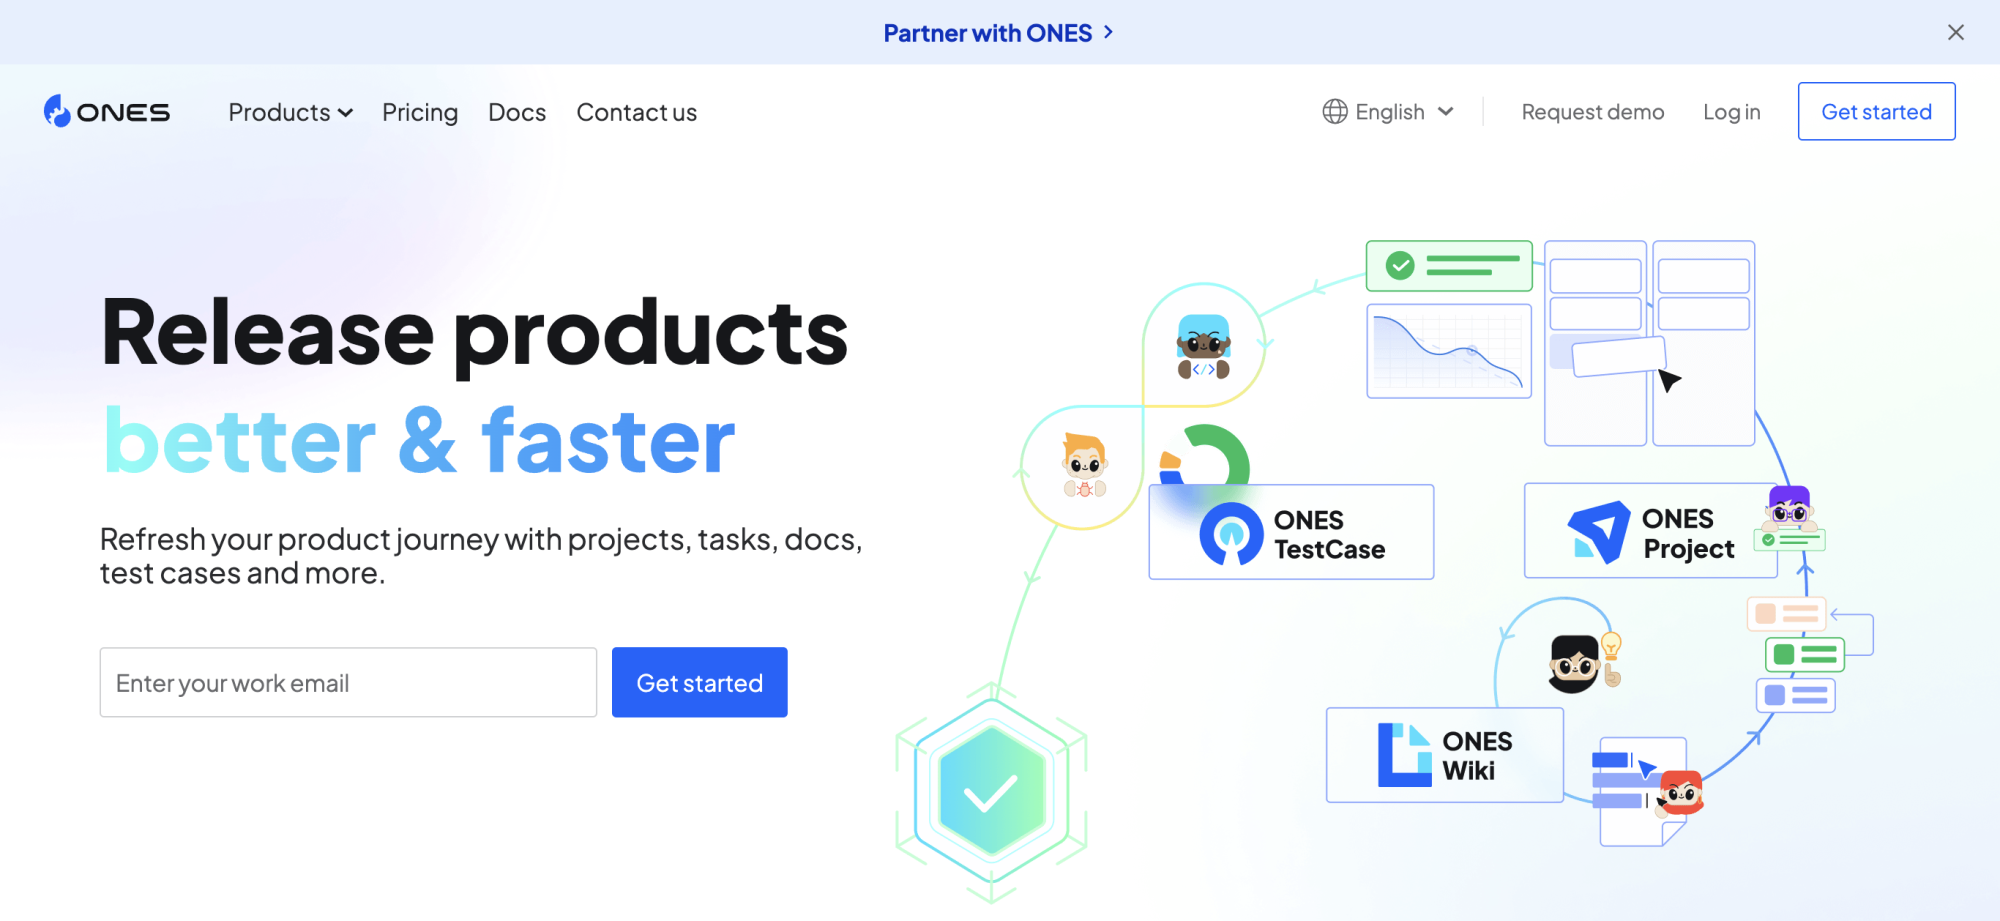 Partner with ONES
ONES
Products
Pricing
Docs
Contact us
English
Request demo
Log in
Get started
Release products
better & faster
Refresh your product journey with projects, tasks, docs,
test cases and more.
Enter your work email
Get started
</>
ONES
TestCase
ONES
Project
ONES
Wiki